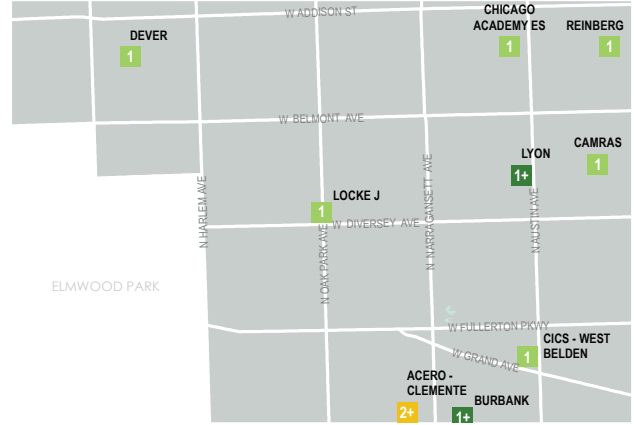 W ADDISON ST
CHICAGO
ACADEMY ES
REINBERG
DEVER
1
1
1
W BELMONT AVE
CAMRAS
LYON
1
1+
N HARLEM AVE
N NARRAGANSETT AVE
N AUSTIN AVE
LOCKE J
1
W DIVERSEY AVE
N OAK PARK AVE
ELMWOOD PARK
W FULLERTON PKWY
CICS - WEST
BELDEN
1
W GRAND AVE
ACERO -
CLEMENTE
BURBANK
2+
1+